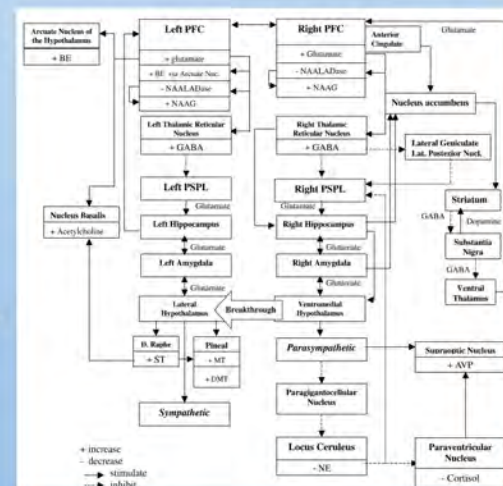 Arcuate Nucleus of
the Hypothalamus
+ BE
Left PFC
+ glutamate
+ BE via Arcuate Nuc.
- NAALADase
+ NAAG
Right PFC
+ Glutamate
- NAALADase
+ NAAG
Anterior
Cingulate
Glutamate
Nucleus accumbens
Left Thalamic Reticular
Nucleus
+ GABA
Right Thalamic
Reticular Nucleus
+ GABA
Lateral Geniculate
Lat. Posterior Nucl.
Left PSPL
Glutamate
Right PSPL
Glutamate
Nucleus Basalis
+ Acetylcholine
Left Hippocampus
Glutamate
Right Hippocampus
Glutamate
Striatum
GABA
Dopamine
Substantia
Nigra
GABA
Ventral
Thalamus
Left Amygdala
Glutamate
Right Amygdala
Glutamate
Lateral
Hypothalamus
Breakthrough
Ventromedial
Hypothalamus
D. Raphe
+ ST
Pineal
+ MT
+ DMT
Parasympathetic
Supraoptic Nucleus
+ AVP
Sympathetic
Paragigantocellular
Nucleus
Locus Ceruleus
- NE
Paraventricular
Nucleus
- Cortisol
+ increase
- decrease
stimulate
inhibit